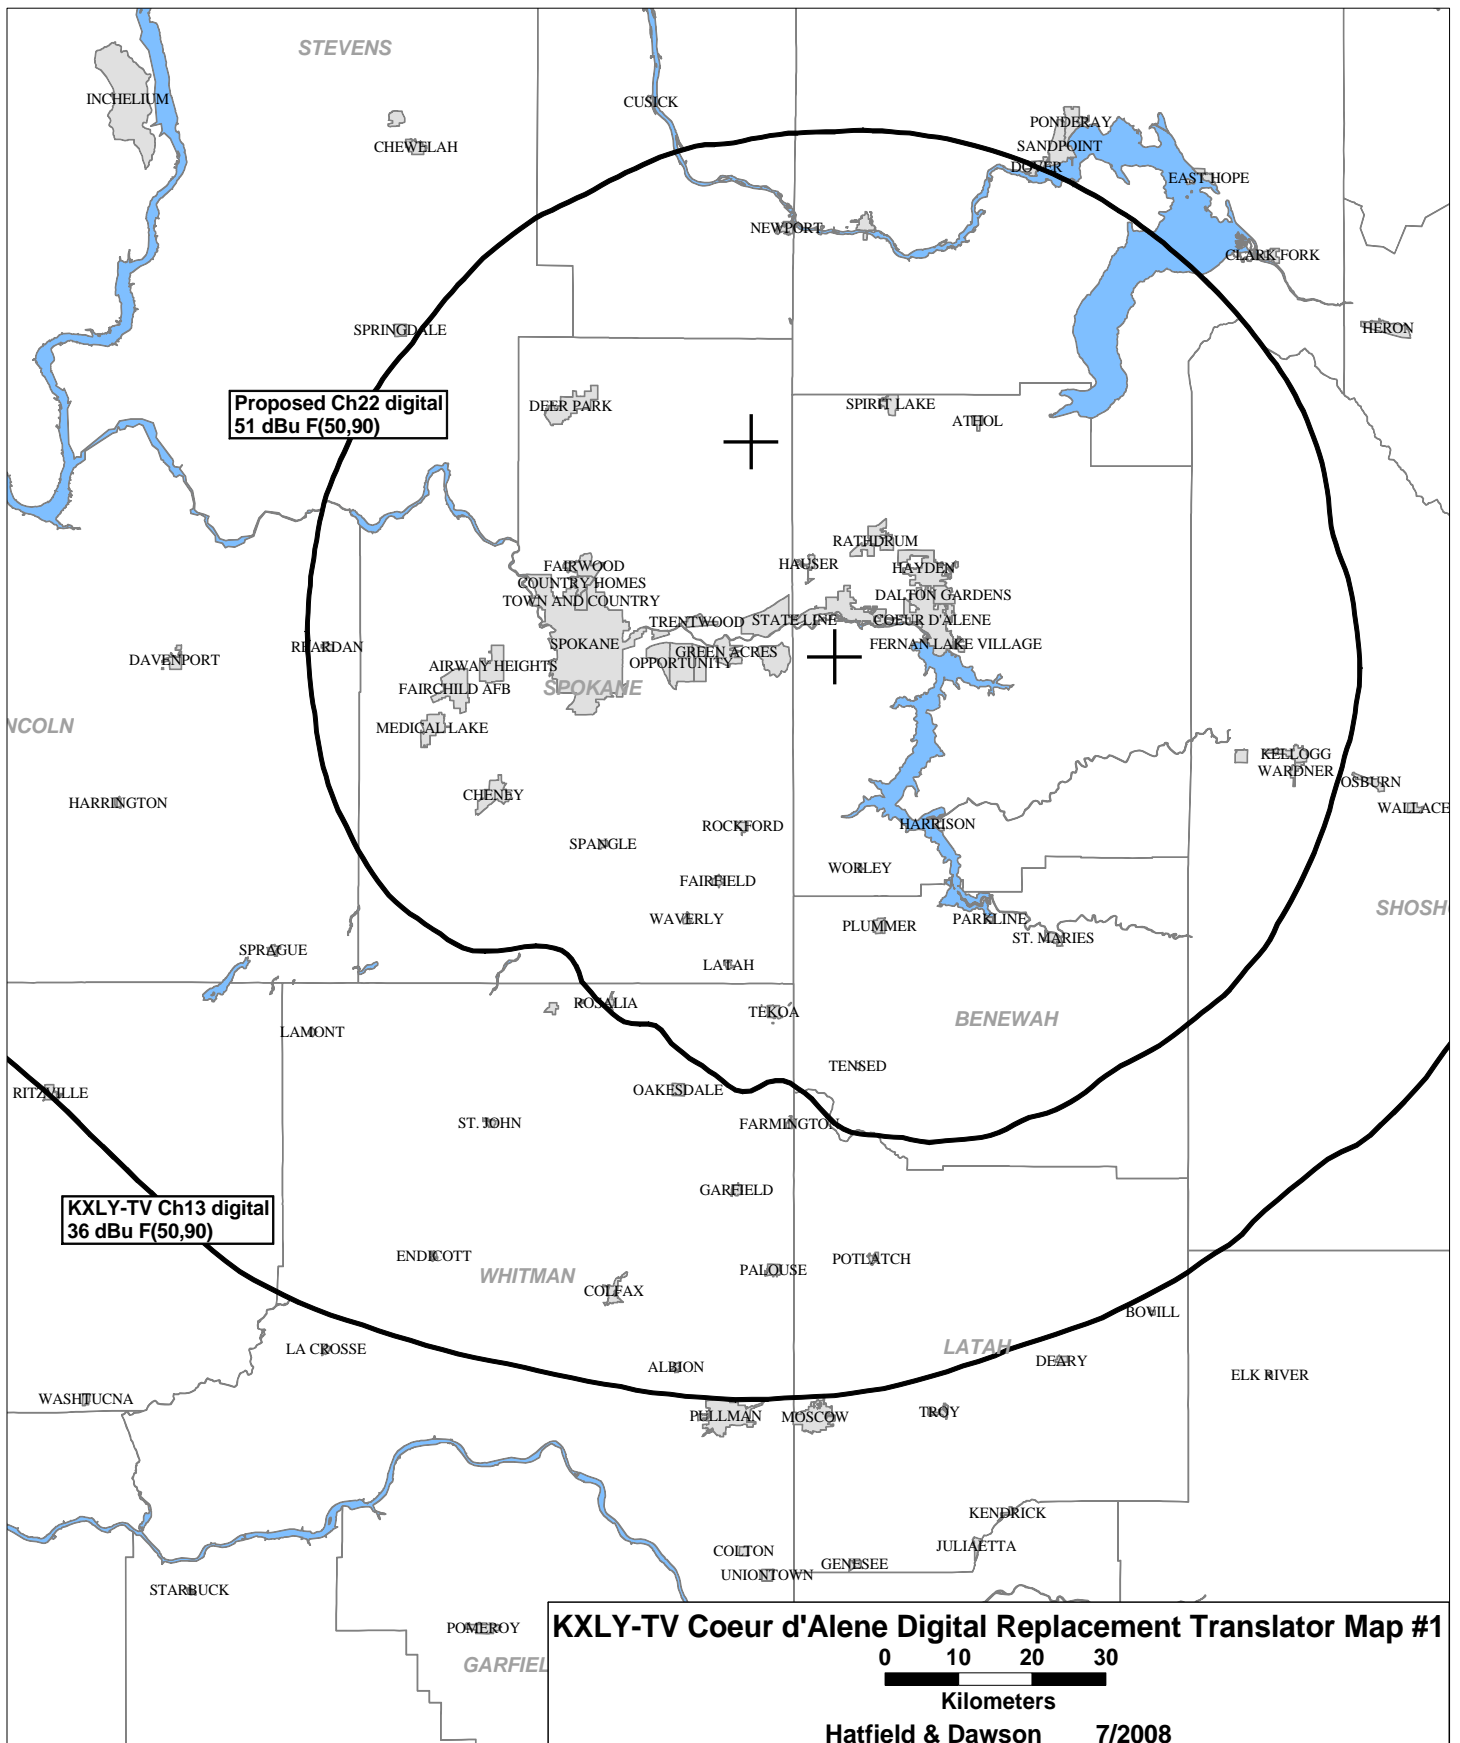 STEVENS
INCHELIUM
CUSICK
CHEWELAH
PONDERAY
SANDPOINT
DOVER
EAST HOPE
NEWPORT
CLARK FORK
SPRINGDALE
HERON
Proposed Ch22 digital
51 dBu F(50,90)
DEER PARK
SPIRIT LAKE
ATHOL
RATHDRUM
HAUSER
HAYDEN
FAIRWOOD
COUNTRY HOMES
TOWN AND COUNTRY
DALTON GARDENS
TRENTWOOD
STATE LINE
COEUR D'ALENE
SPOKANE
FERNAN LAKE VILLAGE
REARDAN
DAVENPORT
AIRWAY HEIGHTS
OPPORTUNITY
GREEN ACRES
FAIRCHILD AFB
SPOKANE
NCOLN
MEDICAL LAKE
KELLOGG
WARDNER
OSBURN
WALLACE
HARRINGTON
CHENEY
ROCKFORD
HARRISON
SPANGLE
FAIRFIELD
WORLEY
WAVERLY
PLUMMER
PARKLINE
ST. MARIES
SHOSH
SPRAGUE
LATAH
ROSALIA
TEKOA
BENEWAH
LAMONT
TENSED
RITZVILLE
OAKESDALE
ST. JOHN
FARMINGTON
GARFIELD
KXLY-TV Ch13 digital
36 dBu F(50,90)
ENDICOTT
WHITMAN
COLFAX
PALOUSE
POTLATCH
BOVILL
LA CROSSE
LATAH
ALBION
DEARY
ELK RIVER
WASHTUCNA
PULLMAN
MOSCOW
TROY
KENDRICK
JULIAETTA
COLTON
GENESEE
UNIONTOWN
STARBUCK
POMEROY
GARFIEL
KXLY-TV Coeur d'Alene Digital Replacement Translator Map #1
0 10 20 30
Kilometers
Hatfield & Dawson 7/2008